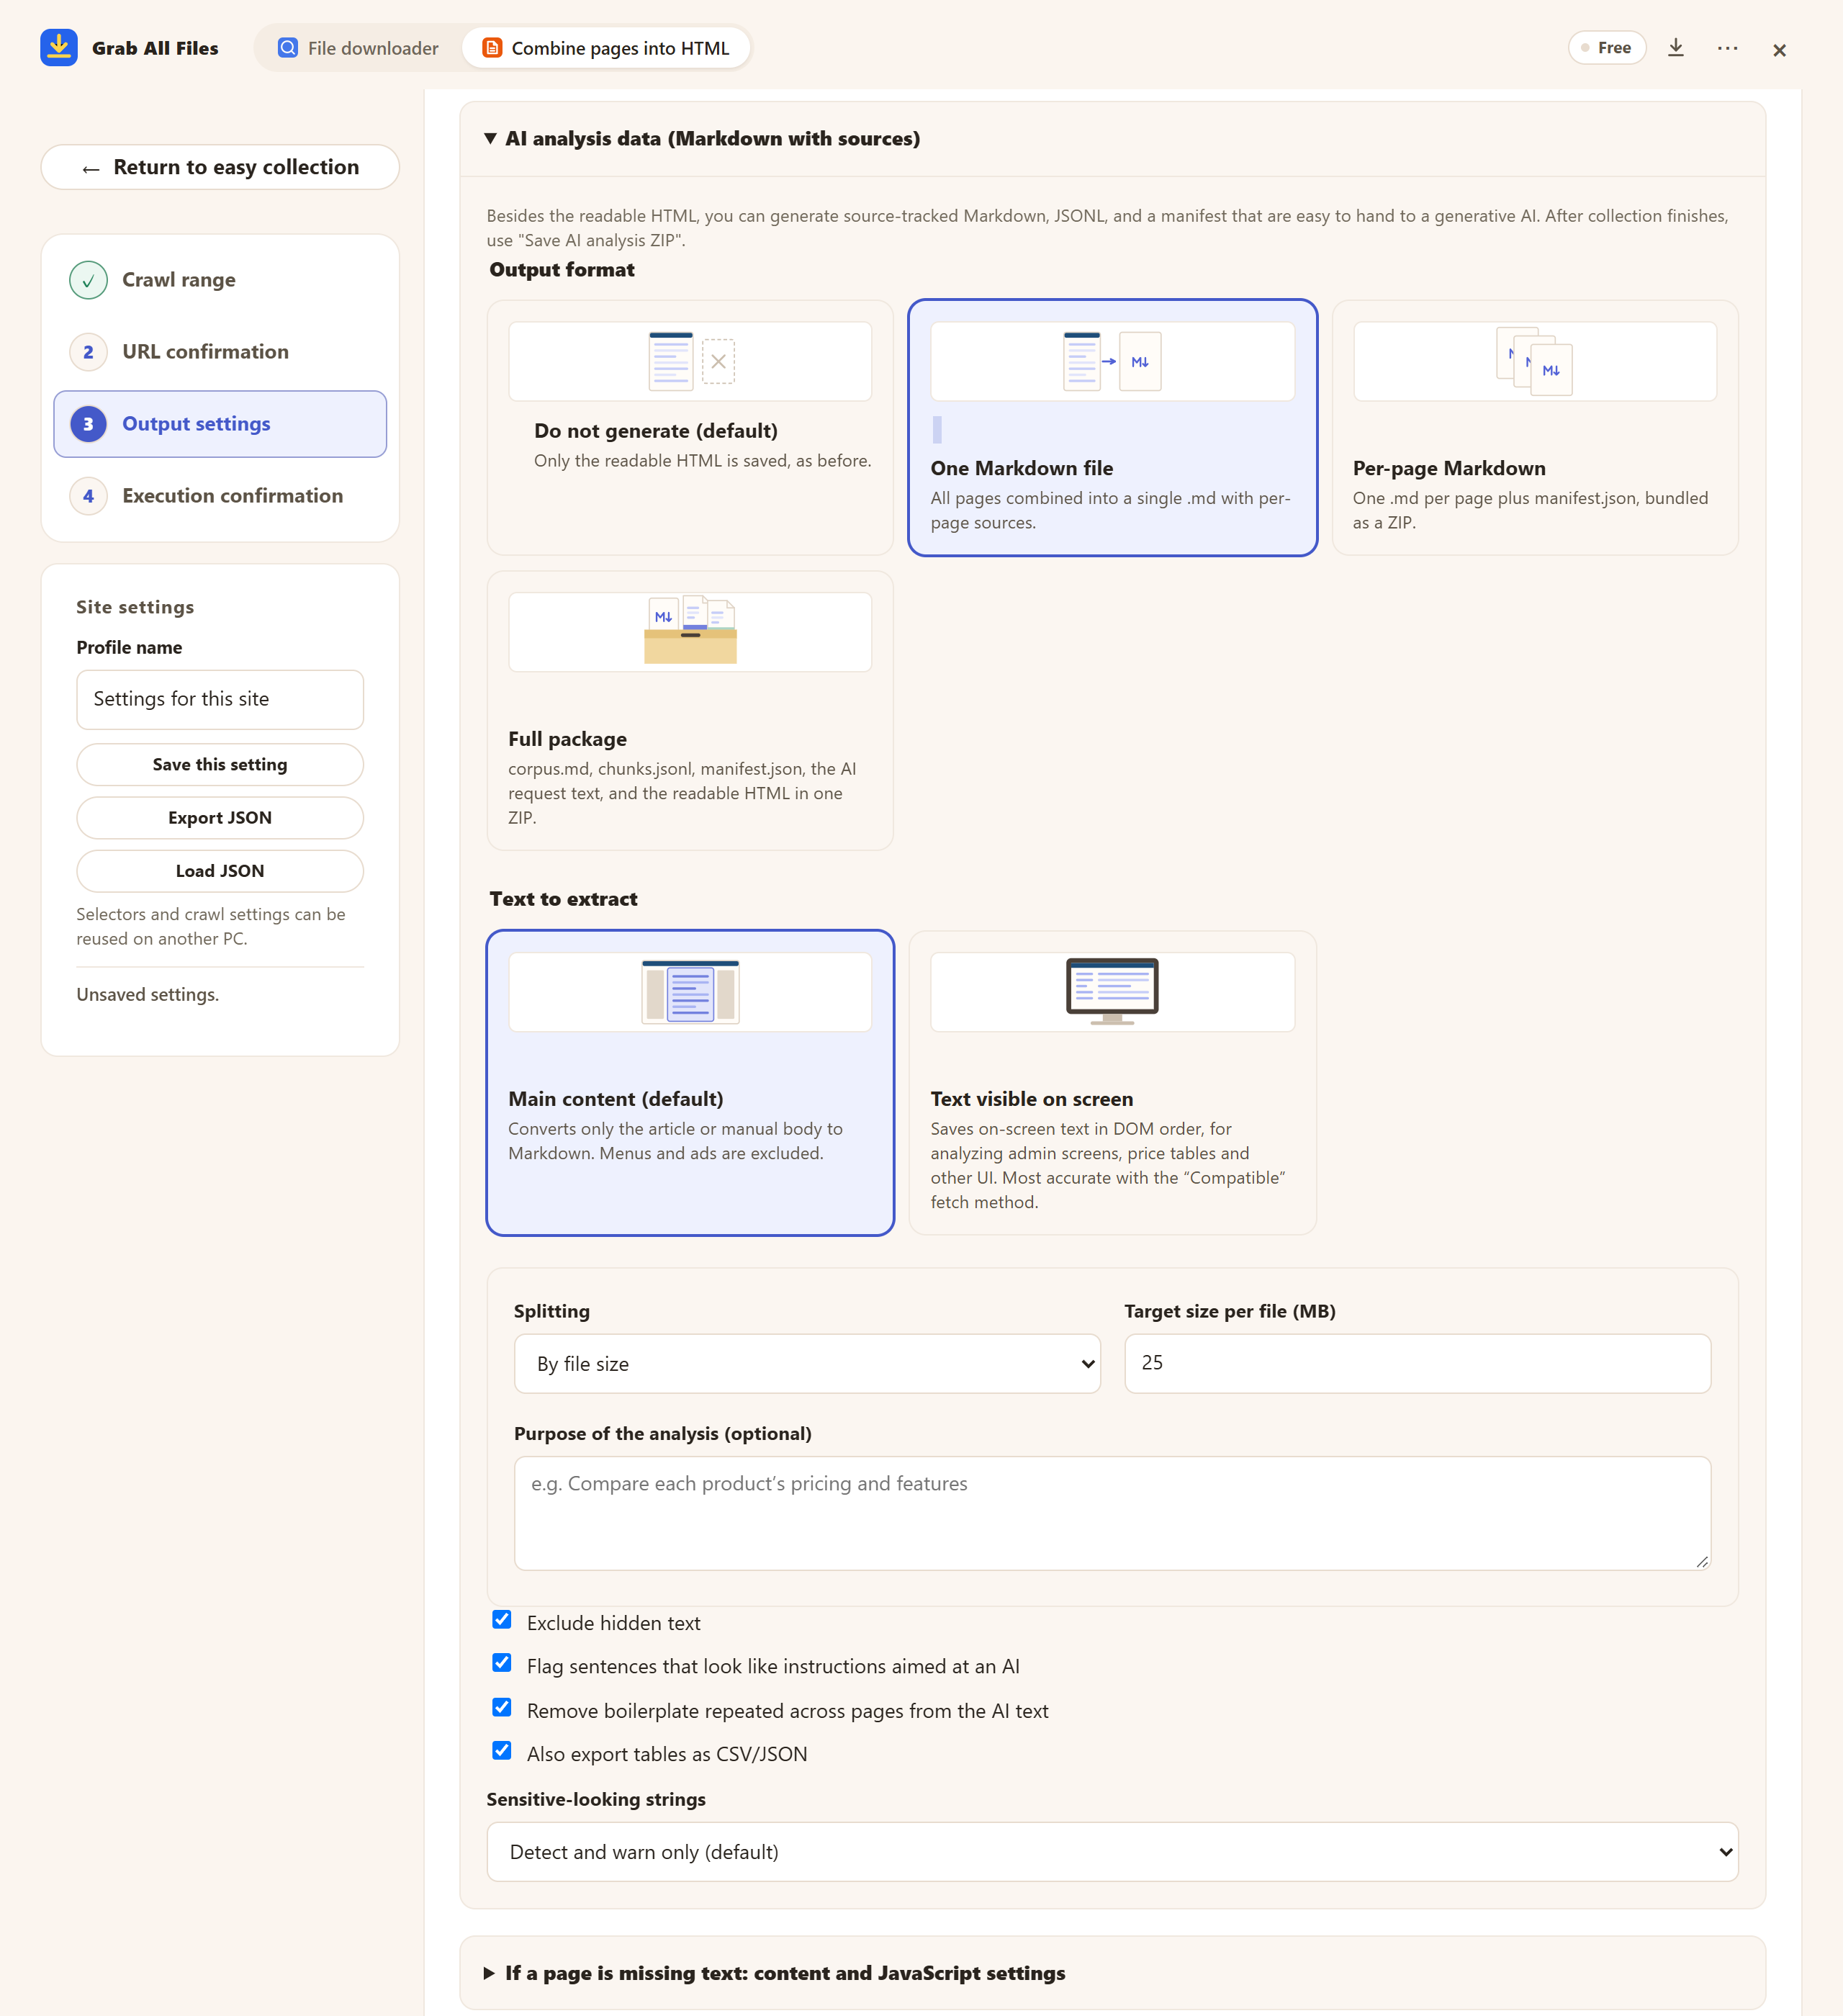 Grab All Files
File downloader
Combine pages into HTML
Free
← Return to easy collection
✓ Crawl range
2 URL confirmation
3 Output settings
4 Execution confirmation
Site settings
Profile name
Settings for this site
Save this setting
Export JSON
Load JSON
Selectors and crawl settings can be
reused on another PC.
Unsaved settings.
▼ AI analysis data (Markdown with sources)
Besides the readable HTML, you can generate source-tracked Markdown, JSONL, and a manifest that are easy to hand to a generative AI. After collection finishes,
use "Save AI analysis ZIP".
Output format
Do not generate (default)
Only the readable HTML is saved, as before.
M↓
One Markdown file
All pages combined into a single .md with per-
page sources.
M↓
Per-page Markdown
One .md per page plus manifest.json, bundled
as a ZIP.
M↓
Full package
corpus.md, chunks.jsonl, manifest.json, the AI
request text, and the readable HTML in one
ZIP.
Text to extract
Main content (default)
Converts only the article or manual body to
Markdown. Menus and ads are excluded.
Text visible on screen
Saves on-screen text in DOM order, for
analyzing admin screens, price tables and
other UI. Most accurate with the “Compatible”
fetch method.
Splitting
By file size
Target size per file (MB)
25
Purpose of the analysis (optional)
e.g. Compare each product’s pricing and features
Exclude hidden text
Flag sentences that look like instructions aimed at an AI
Remove boilerplate repeated across pages from the AI text
Also export tables as CSV/JSON
Sensitive-looking strings
Detect and warn only (default)
▶ If a page is missing text: content and JavaScript settings